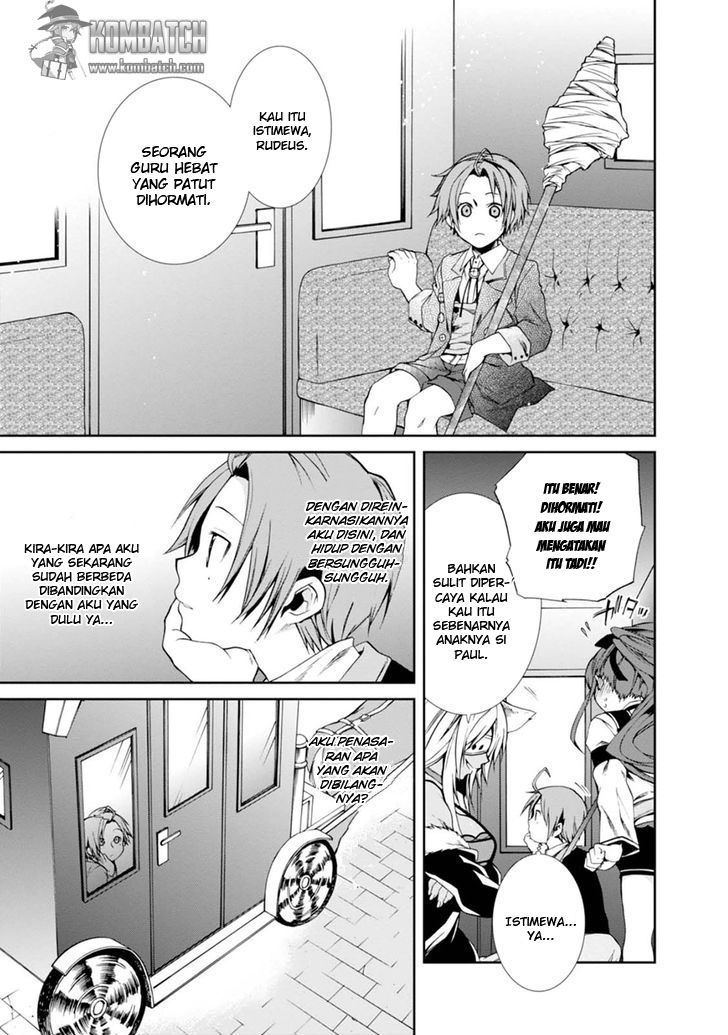 KOMBATCH
www.kombatch.com
KAU ITU
ISTIMEWA,
RUDEUS.
SEORANG
GURU HEBAT
YANG PATUT
DIHORMATI.
ITU BENAR!
DIHORMATI!
AKU JUGA MAU
MENGATAKAN
ITU TADI!!
BAHKAN
SULIT DIPER-
CAYA KALAU
KAU ITU
SEBENARNYA
ANAKNYA SI
PAUL.
ISTIMEWA...
YA...
DENGAN DIREIN-
KARNASIKANNYA
AKU DISINI, DAN
HIDUP DENGAN
BERSUNGGUH-
SUNGGUH.
KIRA-KIRA APA AKU
YANG SEKARANG
SUDAH BERBEDA
DIBANDINGKAN
DENGAN AKU YANG
DULU YA...
AKU PENASA-
RAN APA
YANG AKAN
DIBILANG-
NYA?